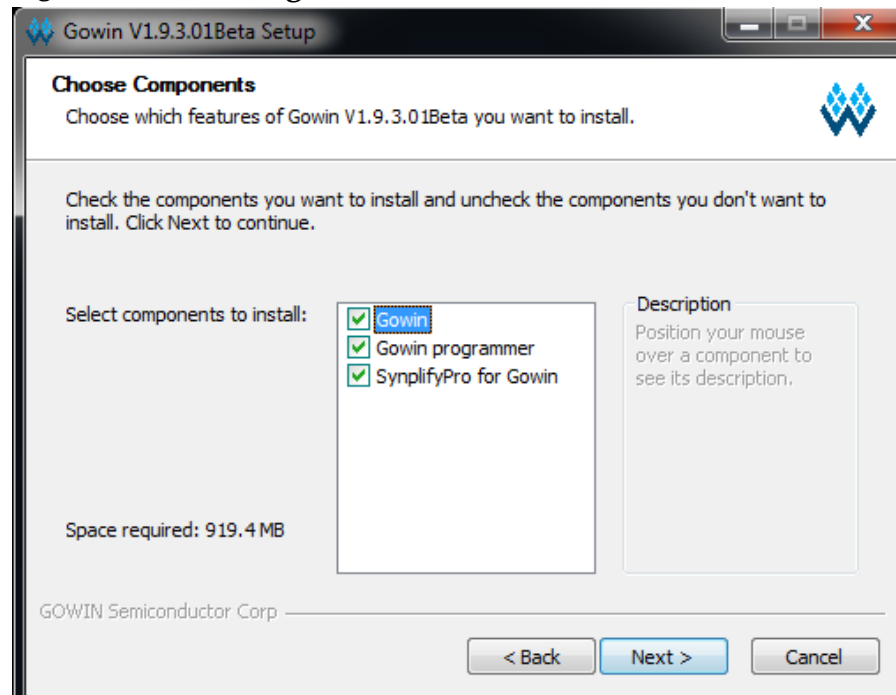 Gowin V1.9.3.01Beta Setup
Choose Components
Choose which features of Gowin V1.9.3.01Beta you want to install.
Check the components you want to install and uncheck the components you don't want to
install. Click Next to continue.
Select components to install:
Gowin
Gowin programmer
SynplifyPro for Gowin
Description
Position your mouse
over a component to
see its description.
Space required: 919.4 MB
GOWIN Semiconductor Corp
< Back
Next >
Cancel